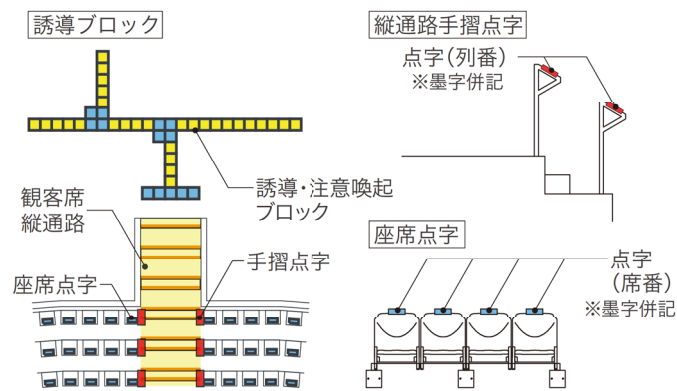 誘導ブロック
誘導・注意喚起
ブロック
観客席
縦通路
手摺点字
座席点字
縦通路手摺点字
点字（列番）
※墨字併記
座席点字
点字
（席番）
※墨字併記